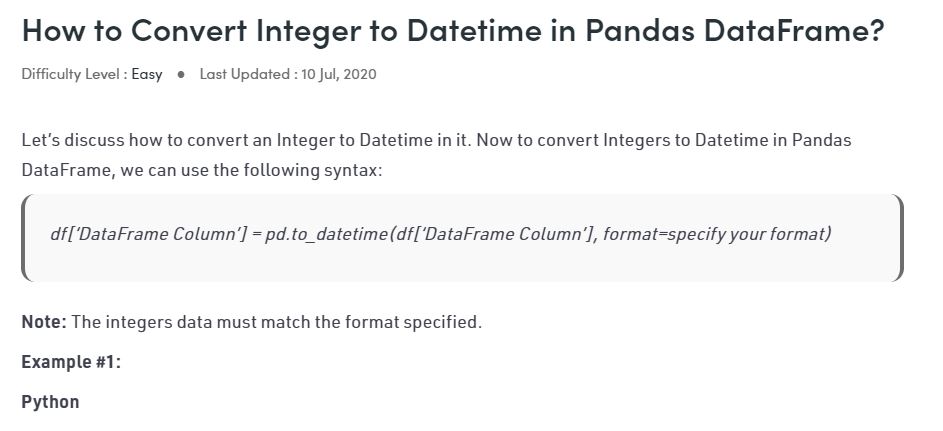 How to Convert Integer to Datetime in Pandas DataFrame?
Difficulty Level : Easy ● Last Updated : 10 Jul, 2020
Let’s discuss how to convert an Integer to Datetime in it. Now to convert Integers to Datetime in Pandas
DataFrame, we can use the following syntax:
df[‘DataFrame Column’] = pd.to_datetime(df[‘DataFrame Column’], format=specify your format)
Note: The integers data must match the format specified.
Example #1:
Python